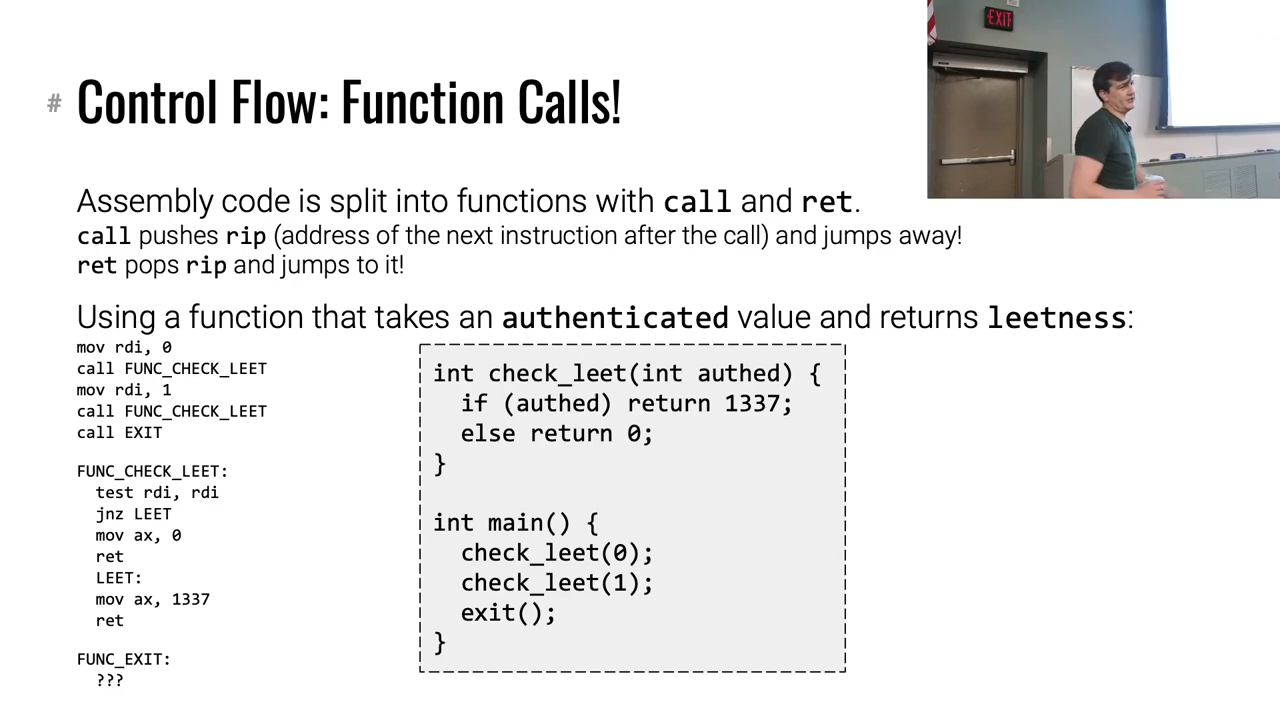 # Control Flow: Function Calls!
EXIT
Assembly code is split into functions with call and ret.
call pushes rip (address of the next instruction after the call) and jumps away!
ret pops rip and jumps to it!
Using a function that takes an authenticated value and returns leetness:
mov rdi, 0
call FUNC_CHECK_LEET
mov rdi, 1
call FUNC_CHECK_LEET
call EXIT
FUNC_CHECK_LEET:
test rdi, rdi
jnz LEET
mov ax, 0
ret
LEET:
mov ax, 1337
ret
FUNC_EXIT:
???
int check_leet(int authed) {
if (authed) return 1337;
else return 0;
}
int main() {
check_leet(0);
check_leet(1);
exit();
}